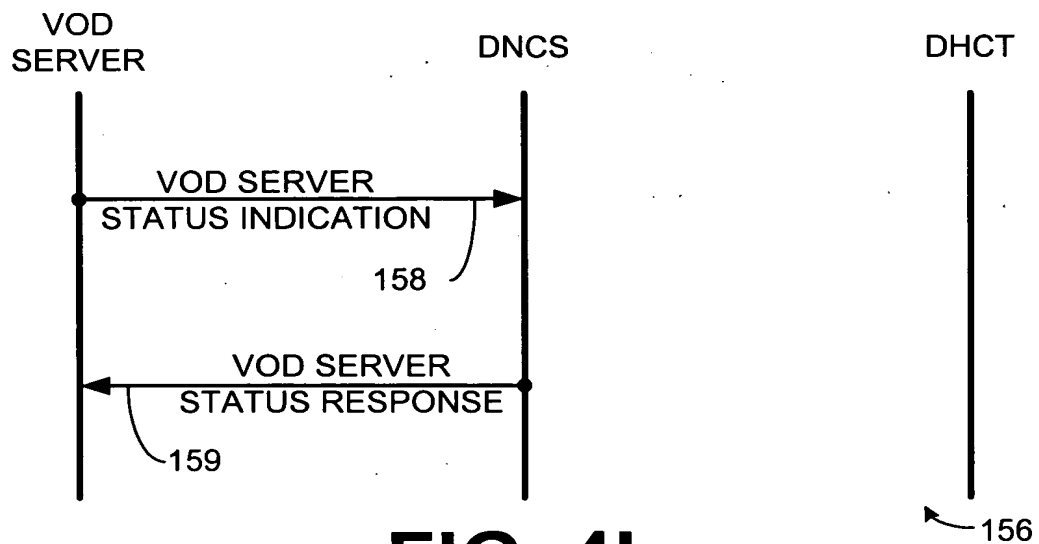 VOD
SERVER
DNCS
DHCT
VOD SERVER
STATUS INDICATION
158
VOD SERVER
STATUS RESPONSE
159
156